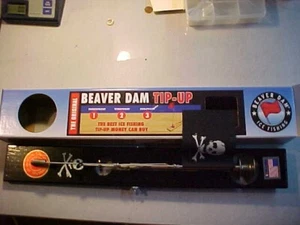 THE ORIGINAL
BEAVER DAM TIP-UP
1 2 3
THE BEST ICE FISHING
TIP-UP MONEY CAN BUY
BEAVER DAM
ICE FISHING